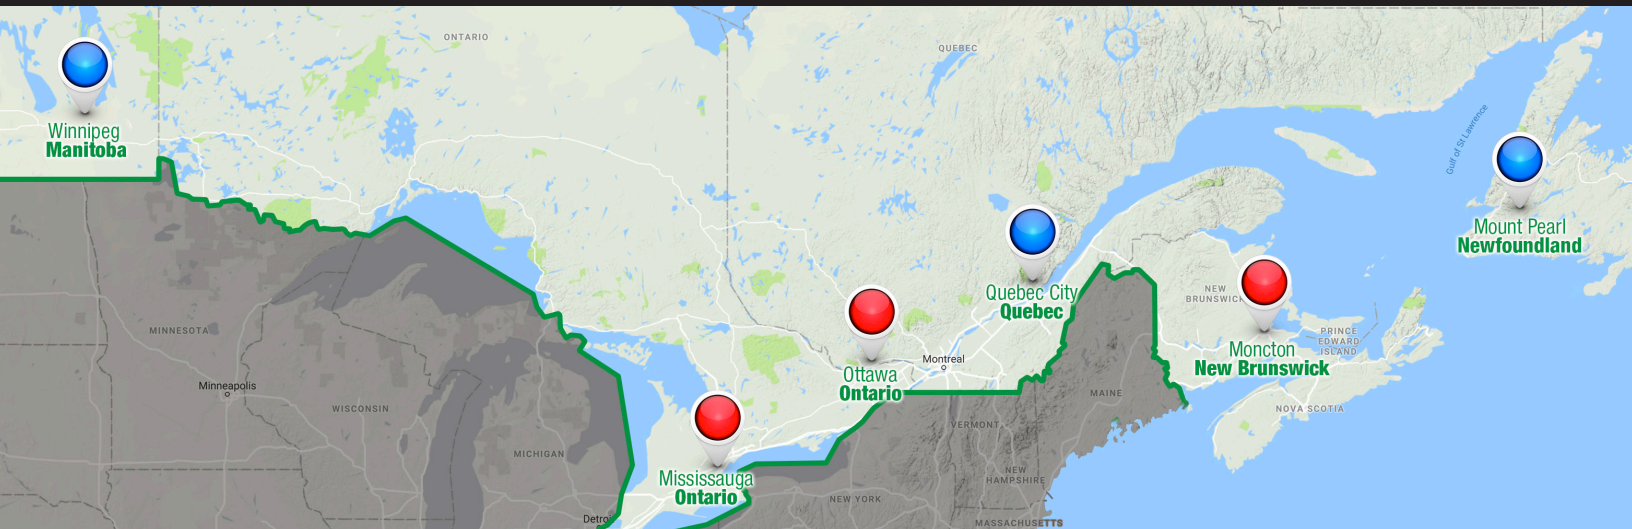 ONTARIO
QUEBEC
Winnipeg
Manitoba
Gulf of St Lawrence
Mount Pearl
Newfoundland
Quebec City
Quebec
NEW
BRUNSWICK
MINNESOTA
PRINCE
EDWARD
ISLAND
Moncton
New Brunswick
Montreal
Ottawa
Ontario
Minneapolis
MAINE
WISCONSIN
NOVA SCOTIA
VERMONT
MICHIGAN
NEW
HAMPSHIRE
Mississauga
Ontario
NEW YORK
Detroi
MASSACHUSETTS